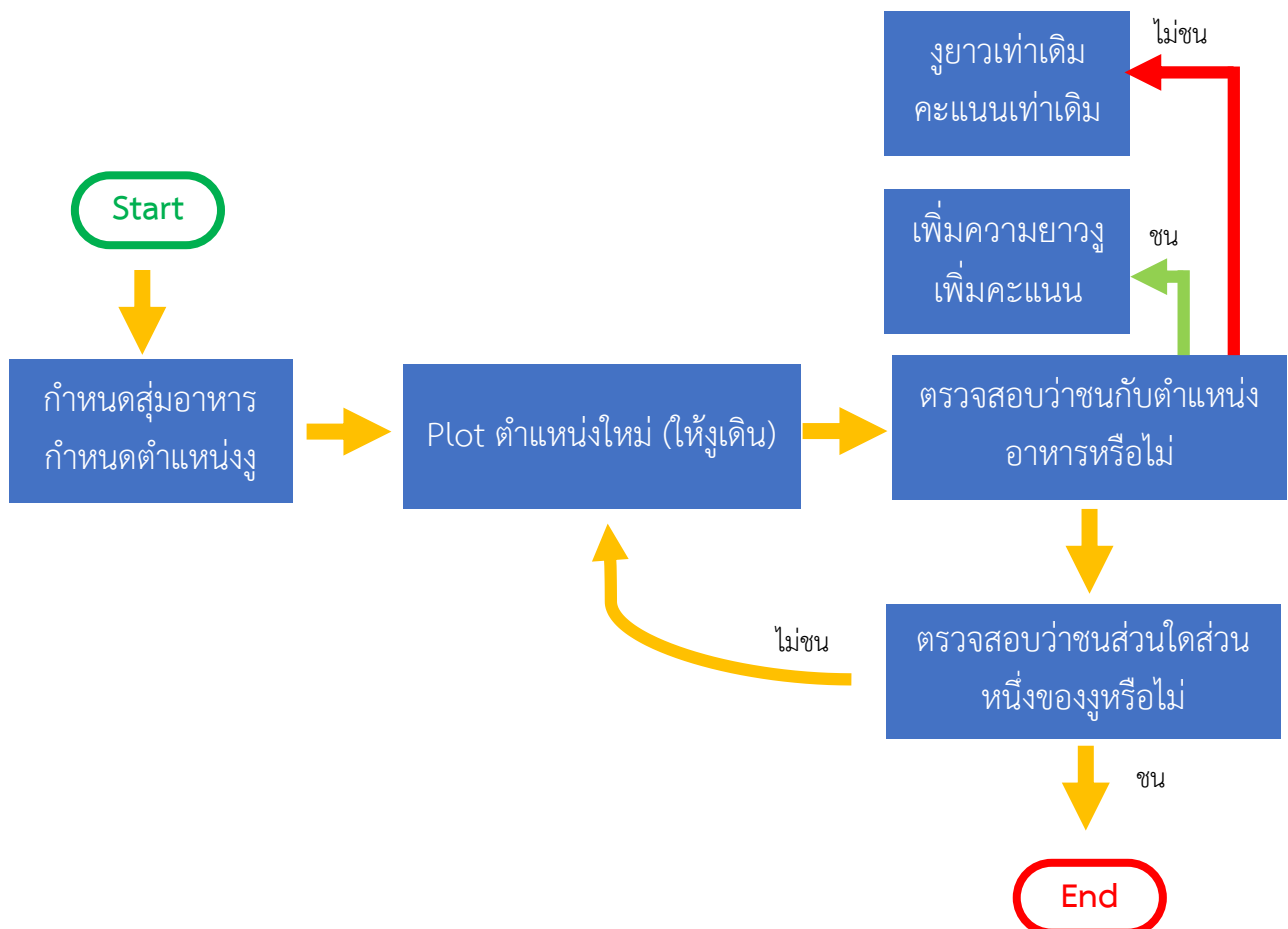 ไม่ชน
งูยาวเท่าเดิม
คะแนนเท่าเดิม
Start
เพิ่มความยาวงู
เพิ่มคะแนน
ชน
กำหนดสุ่มอาหาร
กำหนดตำแหน่งงู
Plot ตำแหน่งใหม่ (ให้งูเดิน)
ตรวจสอบว่าชนกับตำแหน่ง
อาหารหรือไม่
ไม่ชน
ตรวจสอบว่าชนส่วนใดส่วน
หนึ่งของงูหรือไม่
ชน
End